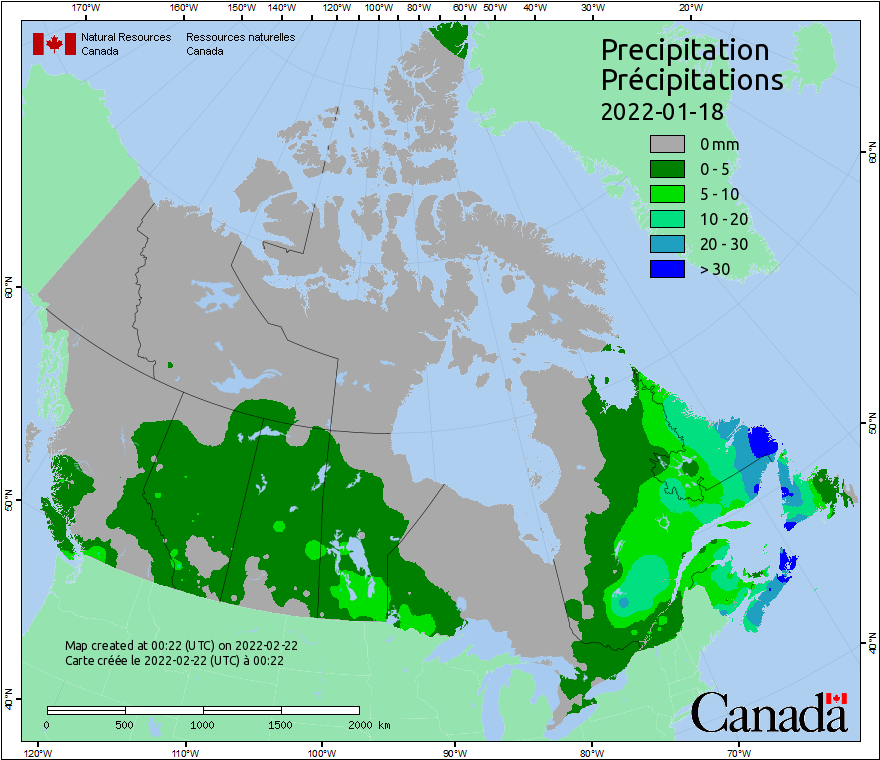 170°W 160°W 150°W 140°W 120°W 100°W 80°W 60°W 50°W 40°W 30°W 20°W
Natural Resources Canada
Ressources naturelles Canada
Precipitation
Précipitations
2022-01-18
0 mm
0 - 5
5 - 10
10 - 20
20 - 30
> 30
60°N
50°N
40°N
60°N
50°N
40°N
Map created at 00:22 (UTC) on 2022-02-22
Carte créée le 2022-02-22 (UTC) à 00:22
0 500 1000 1500 2000 km
Canada
120°W 110°W 100°W 90°W 80°W 70°W